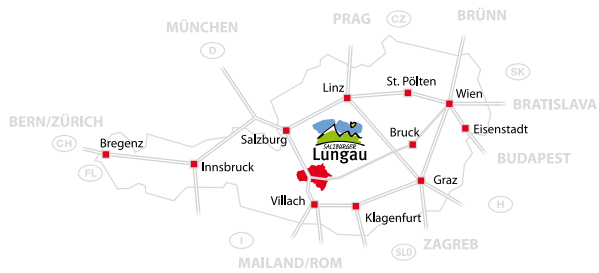 BRÜNN
PRAG
CZ
MÜNCHEN
D
SK
St. Pölten
Linz
Wien
BRATISLAVA
BERN/ZÜRICH
CH
Bregenz
Salzburg
SALZBURGER
Lungau
Bruck
Eisenstadt
BUDAPEST
Innsbruck
FL
Graz
Villach
Klagenfurt
H
I
SLO
ZAGREB
MAILAND/ROM